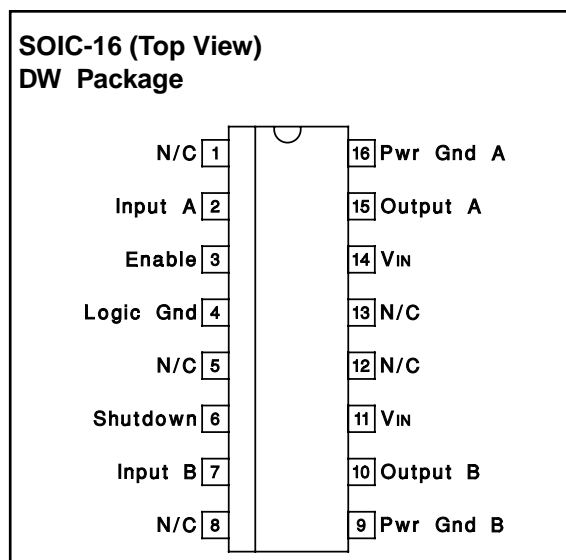 SOIC-16 (Top View)
DW Package
N/C 1 16 Pwr Gnd A
Input A 2 15 Output A
Enable 3 14 VIN
Logic Gnd 4 13 N/C
N/C 5 12 N/C
Shutdown 6 11 VIN
Input B 7 10 Output B
N/C 8 9 Pwr Gnd B